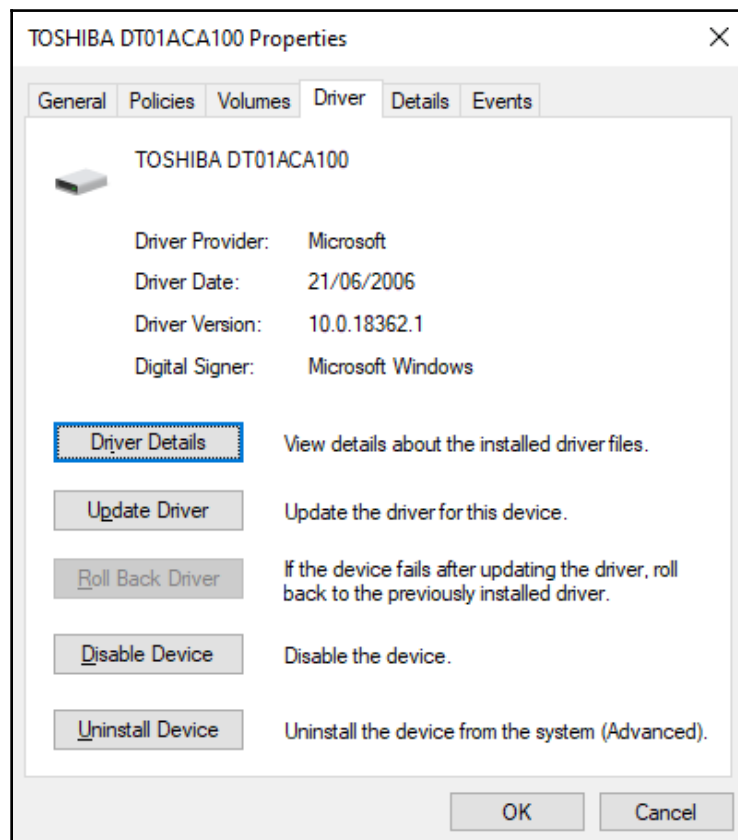 TOSHIBA DT01ACA100 Properties
General Policies Volumes Driver Details Events
TOSHIBA DT01ACA100
Driver Provider: Microsoft
Driver Date: 21/06/2006
Driver Version: 10.0.18362.1
Digital Signer: Microsoft Windows
Driver Details View details about the installed driver files.
Update Driver Update the driver for this device.
Roll Back Driver If the device fails after updating the driver, roll
back to the previously installed driver.
Disable Device Disable the device.
Uninstall Device Uninstall the device from the system (Advanced).
OK Cancel